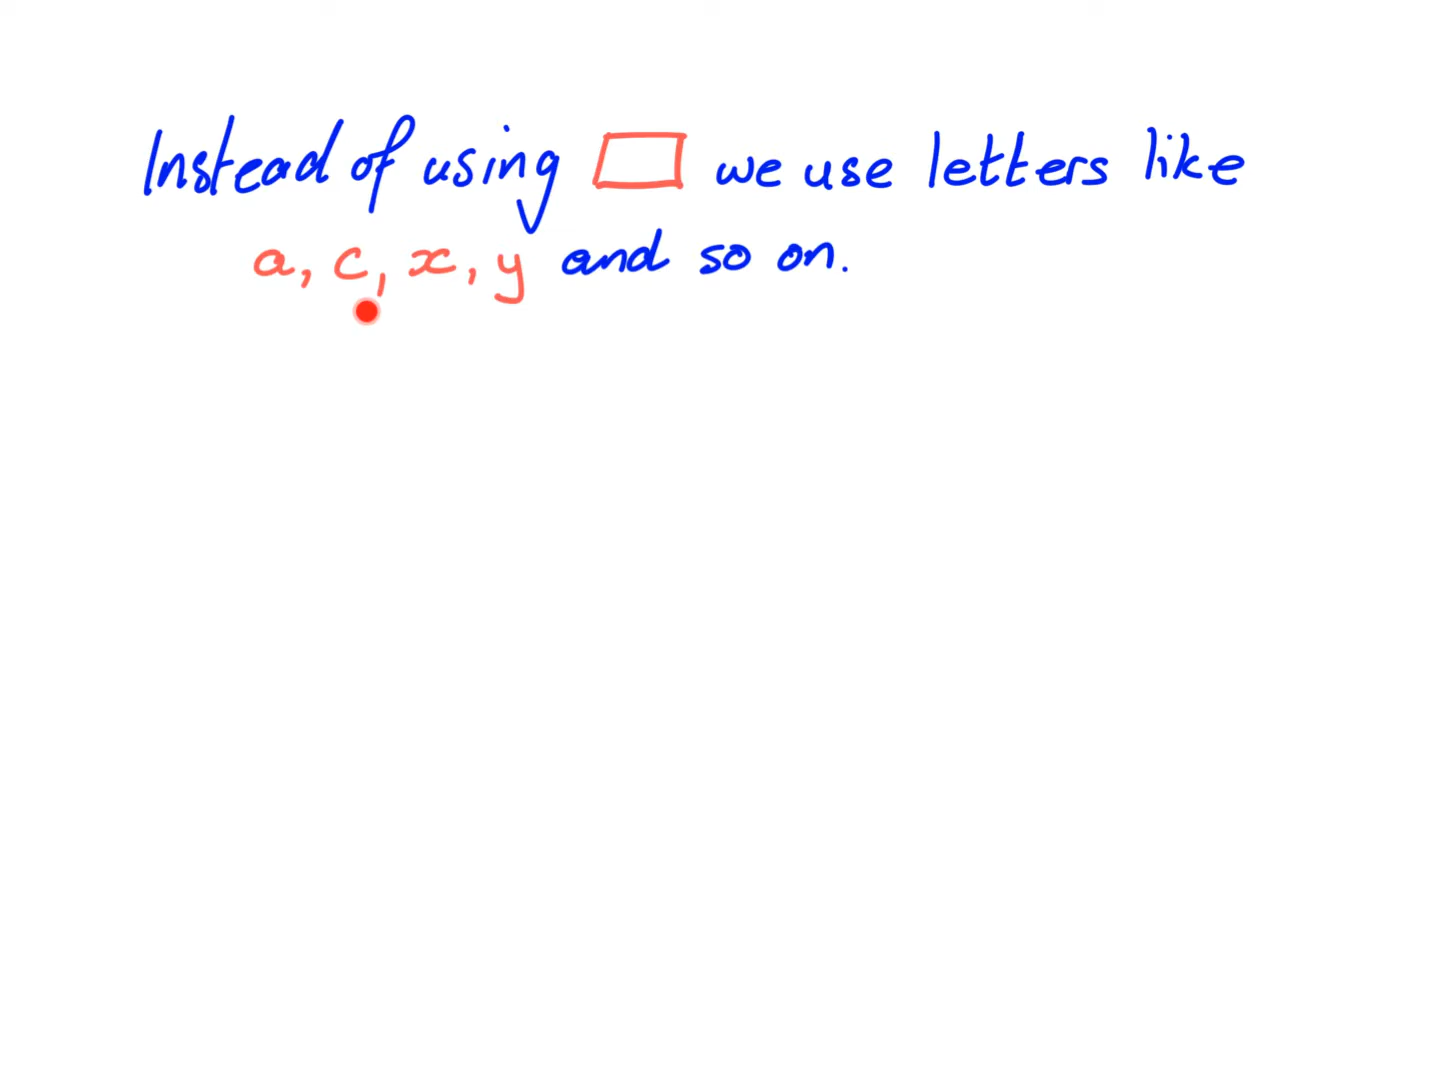 Instead of using □ we use letters like
a, c, x, y and so on.